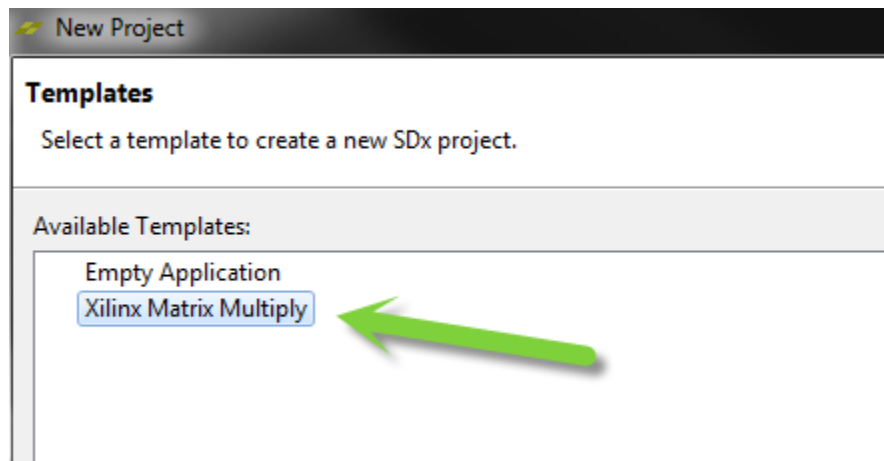 New Project
Templates
Select a template to create a new SDx project.
Available Templates:
Empty Application
Xilinx Matrix Multiply